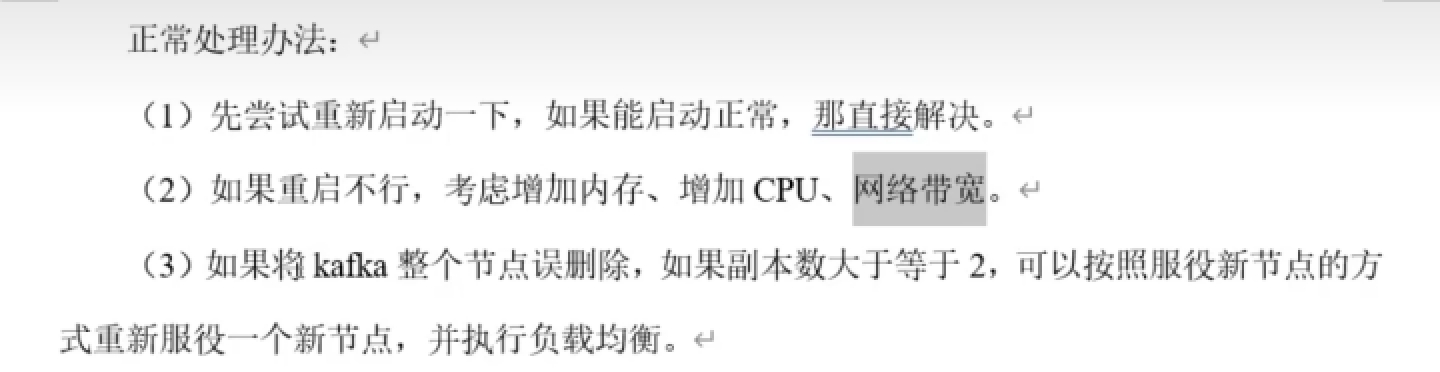 正常处理办法：
（1）先尝试重新启动一下，如果能启动正常，那直接解决。
（2）如果重启不行，考虑增加内存、增加 CPU、网络带宽。
（3）如果将 kafka 整个节点误删除，如果副本数大于等于 2，可以按照服役新节点的方
式重新服役一个新节点，并执行负载均衡。